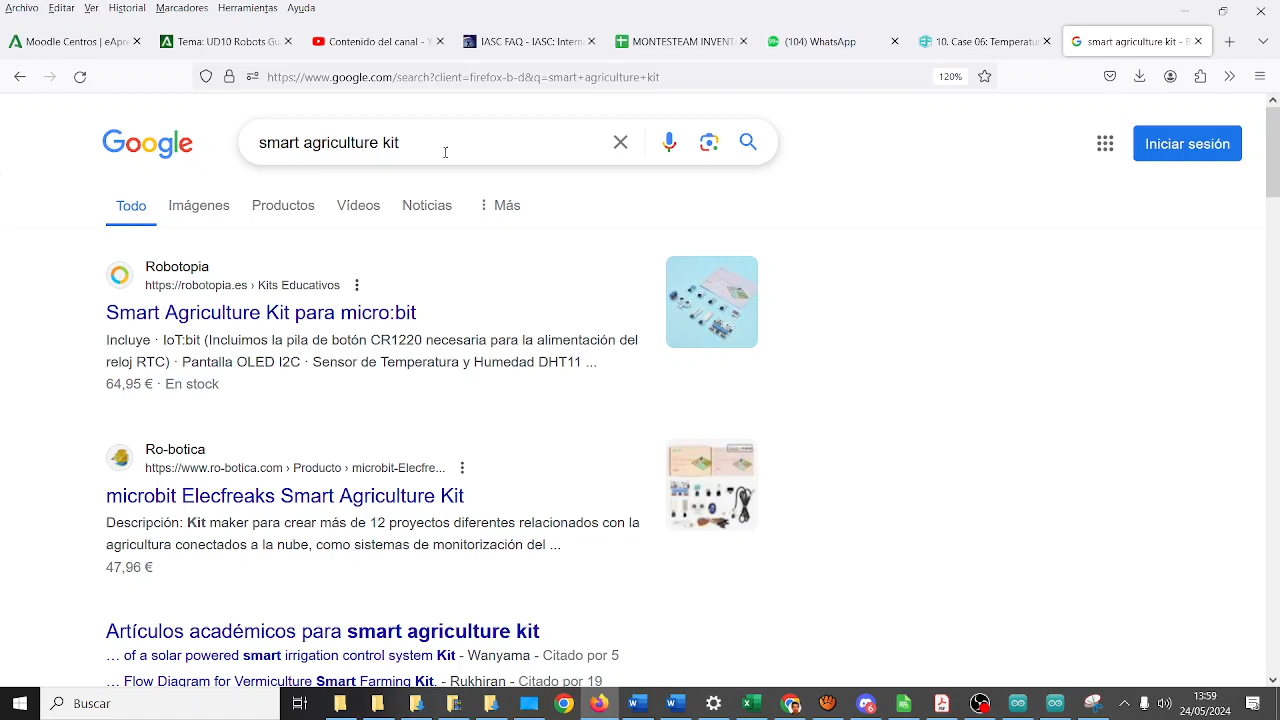 Archivo Editar Ver Historial Marcadores Herramientas Ayuda
Moodle Centros | eApre
Tema: UD10 Robots Gu
Contenido del canal - Y
IASC FAQ - IASC: Intern
MONTESTEAM INVENT
99+
(104) WhatsApp
10. Case 06: Temperatu
smart agriculture kit - B
https://www.google.com/search?client=firefox-b-d&q=smart+agriculture+kit
120%
Google
smart agriculture kit
Iniciar sesión
Todo Imágenes Productos Vídeos Noticias Más
Robotopia
https://robotopia.es › Kits Educativos
Smart Agriculture Kit para micro:bit
Incluye · IoT:bit (Incluimos la pila de botón CR1220 necesaria para la alimentación del
reloj RTC) · Pantalla OLED I2C · Sensor de Temperatura y Humedad DHT11 ...
64,95 € · En stock
Ro-botica
https://www.ro-botica.com › Producto › microbit-Elecfre...
microbit Elecfreaks Smart Agriculture Kit
Descripción: Kit maker para crear más de 12 proyectos diferentes relacionados con la
agricultura conectados a la nube, como sistemas de monitorización del ...
47,96 €
Artículos académicos para smart agriculture kit
... of a solar powered smart irrigation control system Kit - Wanyama - Citado por 5
... Flow Diagram for Vermiculture Smart Farming Kit. - Rukhiran - Citado por 19
Buscar
13:59
24/05/2024